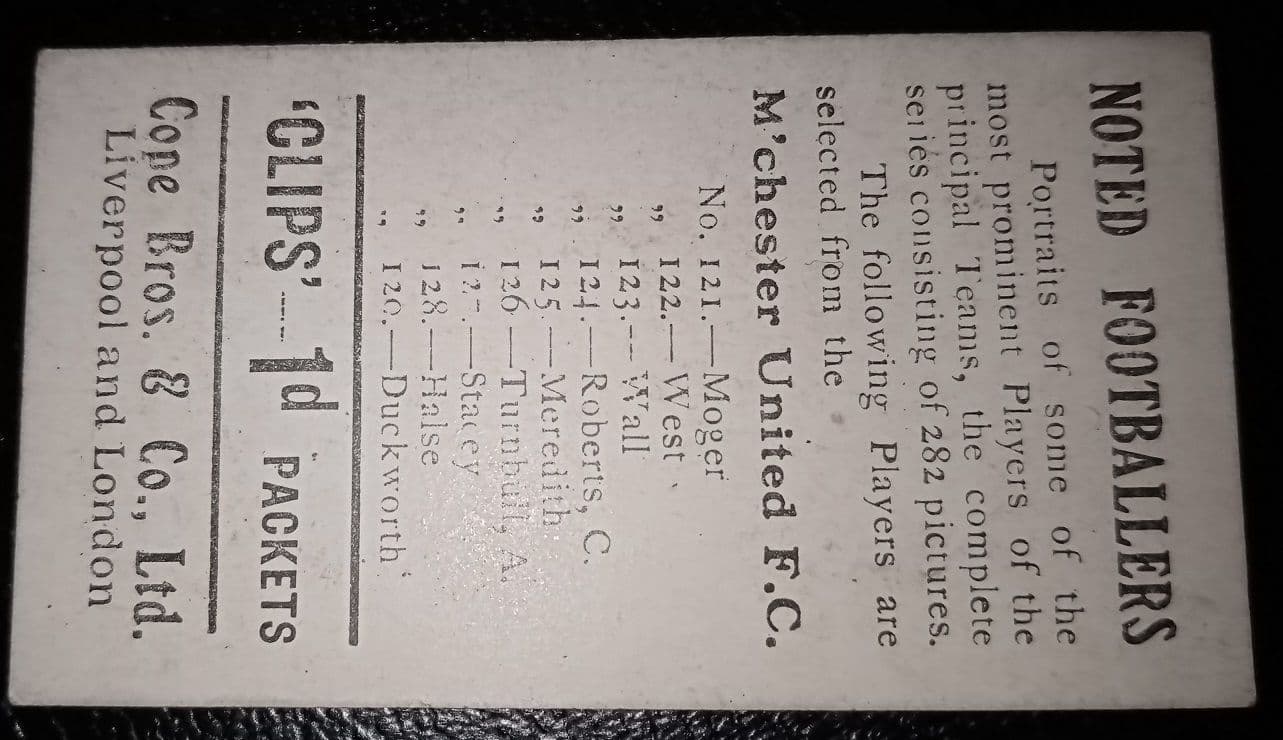 NOTED FOOTBALLERS
Portraits of some of the
most prominent Players of the
principal Teams, the complete
series consisting of 282 pictures.
The following Players are
selected from the
M'chester United F.C.
No. 121.—Moger
„ 122.—West
„ 123.—Wall
„ 124.—Roberts, C.
„ 125.—Meredith
„ 126.—Turnbull, A.
„ 127.—Stacey
„ 128.—Halse
„ 120.—Duckworth
'CLIPS'-----1d PACKETS
Cope Bros. & Co., Ltd.
Liverpool and London